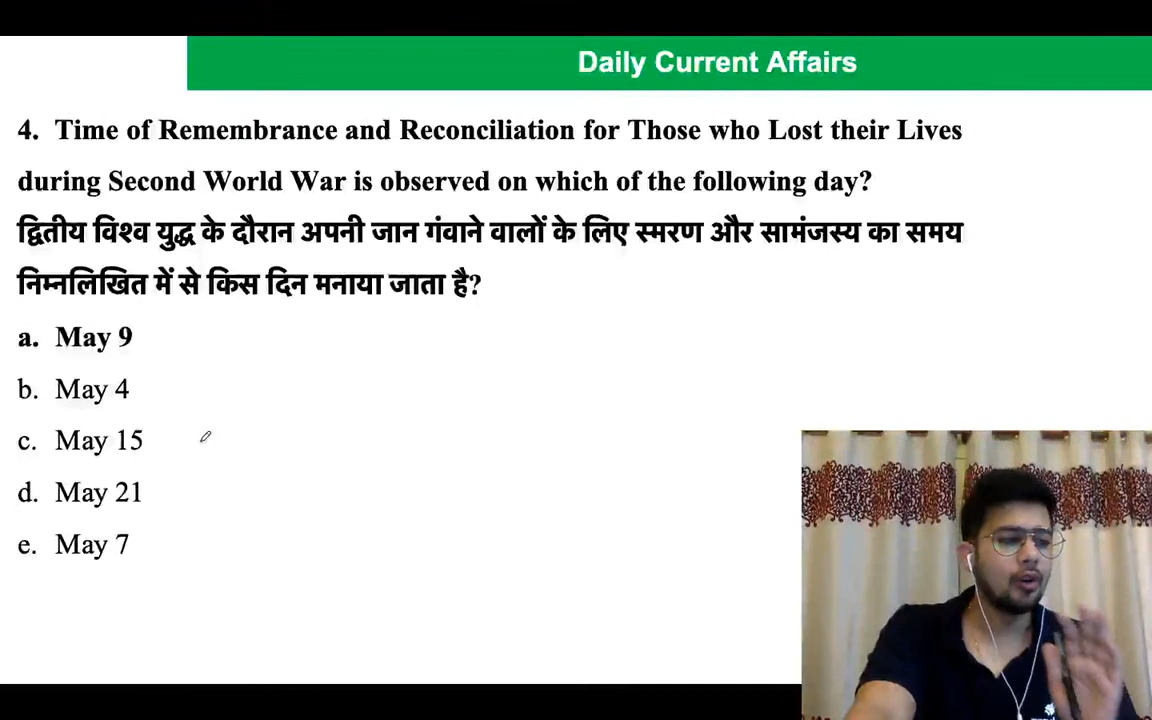 Daily Current Affairs
4. Time of Remembrance and Reconciliation for Those who Lost their Lives
during Second World War is observed on which of the following day?
द्वितीय विश्व युद्ध के दौरान अपनी जान गंवाने वालों के लिए स्मरण और सामंजस्य का समय
निम्नलिखित में से किस दिन मनाया जाता है?
a. May 9
b. May 4
c. May 15
d. May 21
e. May 7